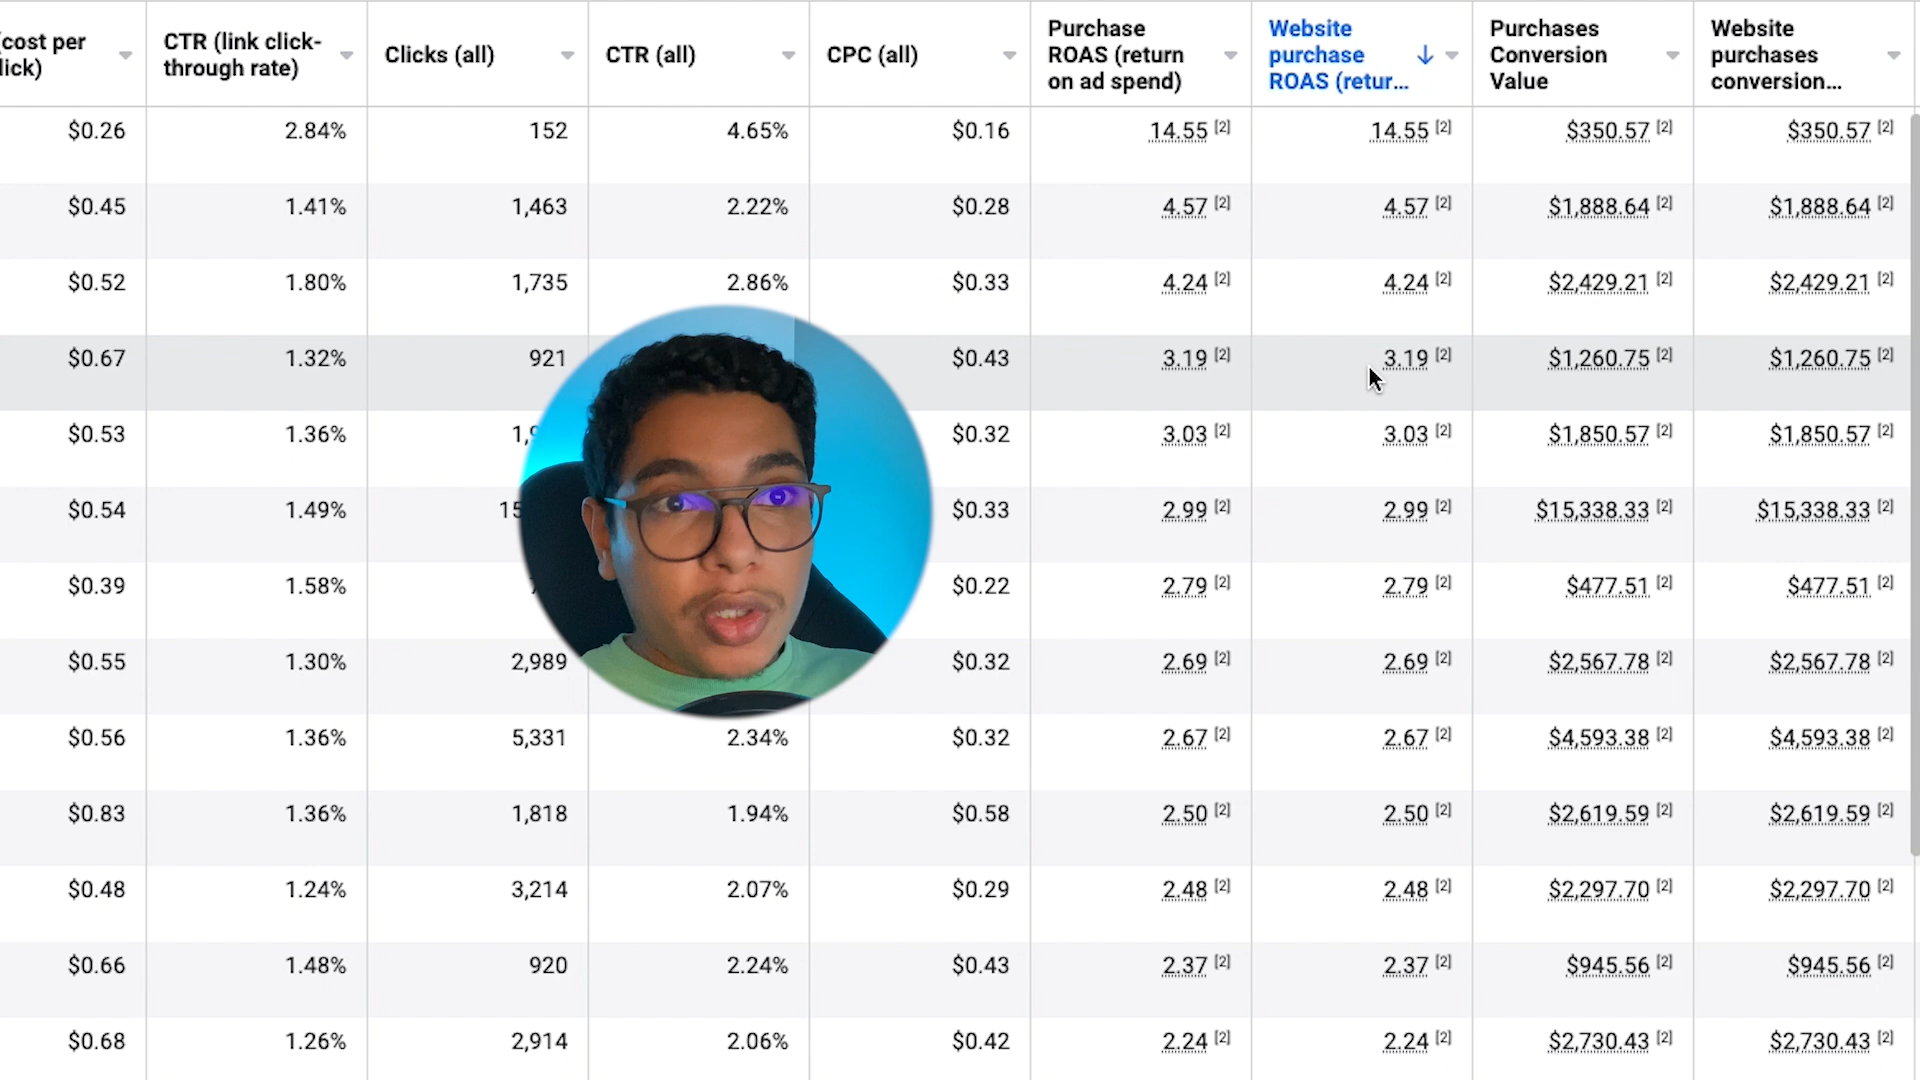 (cost per
lick)
CTR (link click-
through rate)
Clicks (all)
CTR (all)
CPC (all)
Purchase
ROAS (return
on ad spend)
Website
purchase
ROAS (retur...
Purchases
Conversion
Value
Website
purchases
conversion...
$0.26 2.84% 152 4.65% $0.16 14.55 [2] 14.55 [2] $350.57 [2] $350.57 [2]
$0.45 1.41% 1,463 2.22% $0.28 4.57 [2] 4.57 [2] $1,888.64 [2] $1,888.64 [2]
$0.52 1.80% 1,735 2.86% $0.33 4.24 [2] 4.24 [2] $2,429.21 [2] $2,429.21 [2]
$0.67 1.32% 921 $0.43 3.19 [2] 3.19 [2] $1,260.75 [2] $1,260.75 [2]
$0.53 1.36% $0.32 3.03 [2] 3.03 [2] $1,850.57 [2] $1,850.57 [2]
$0.54 1.49% $0.33 2.99 [2] 2.99 [2] $15,338.33 [2] $15,338.33 [2]
$0.39 1.58% $0.22 2.79 [2] 2.79 [2] $477.51 [2] $477.51 [2]
$0.55 1.30% 2,989 $0.32 2.69 [2] 2.69 [2] $2,567.78 [2] $2,567.78 [2]
$0.56 1.36% 5,331 2.34% $0.32 2.67 [2] 2.67 [2] $4,593.38 [2] $4,593.38 [2]
$0.83 1.36% 1,818 1.94% $0.58 2.50 [2] 2.50 [2] $2,619.59 [2] $2,619.59 [2]
$0.48 1.24% 3,214 2.07% $0.29 2.48 [2] 2.48 [2] $2,297.70 [2] $2,297.70 [2]
$0.66 1.48% 920 2.24% $0.43 2.37 [2] 2.37 [2] $945.56 [2] $945.56 [2]
$0.68 1.26% 2,914 2.06% $0.42 2.24 [2] 2.24 [2] $2,730.43 [2] $2,730.43 [2]